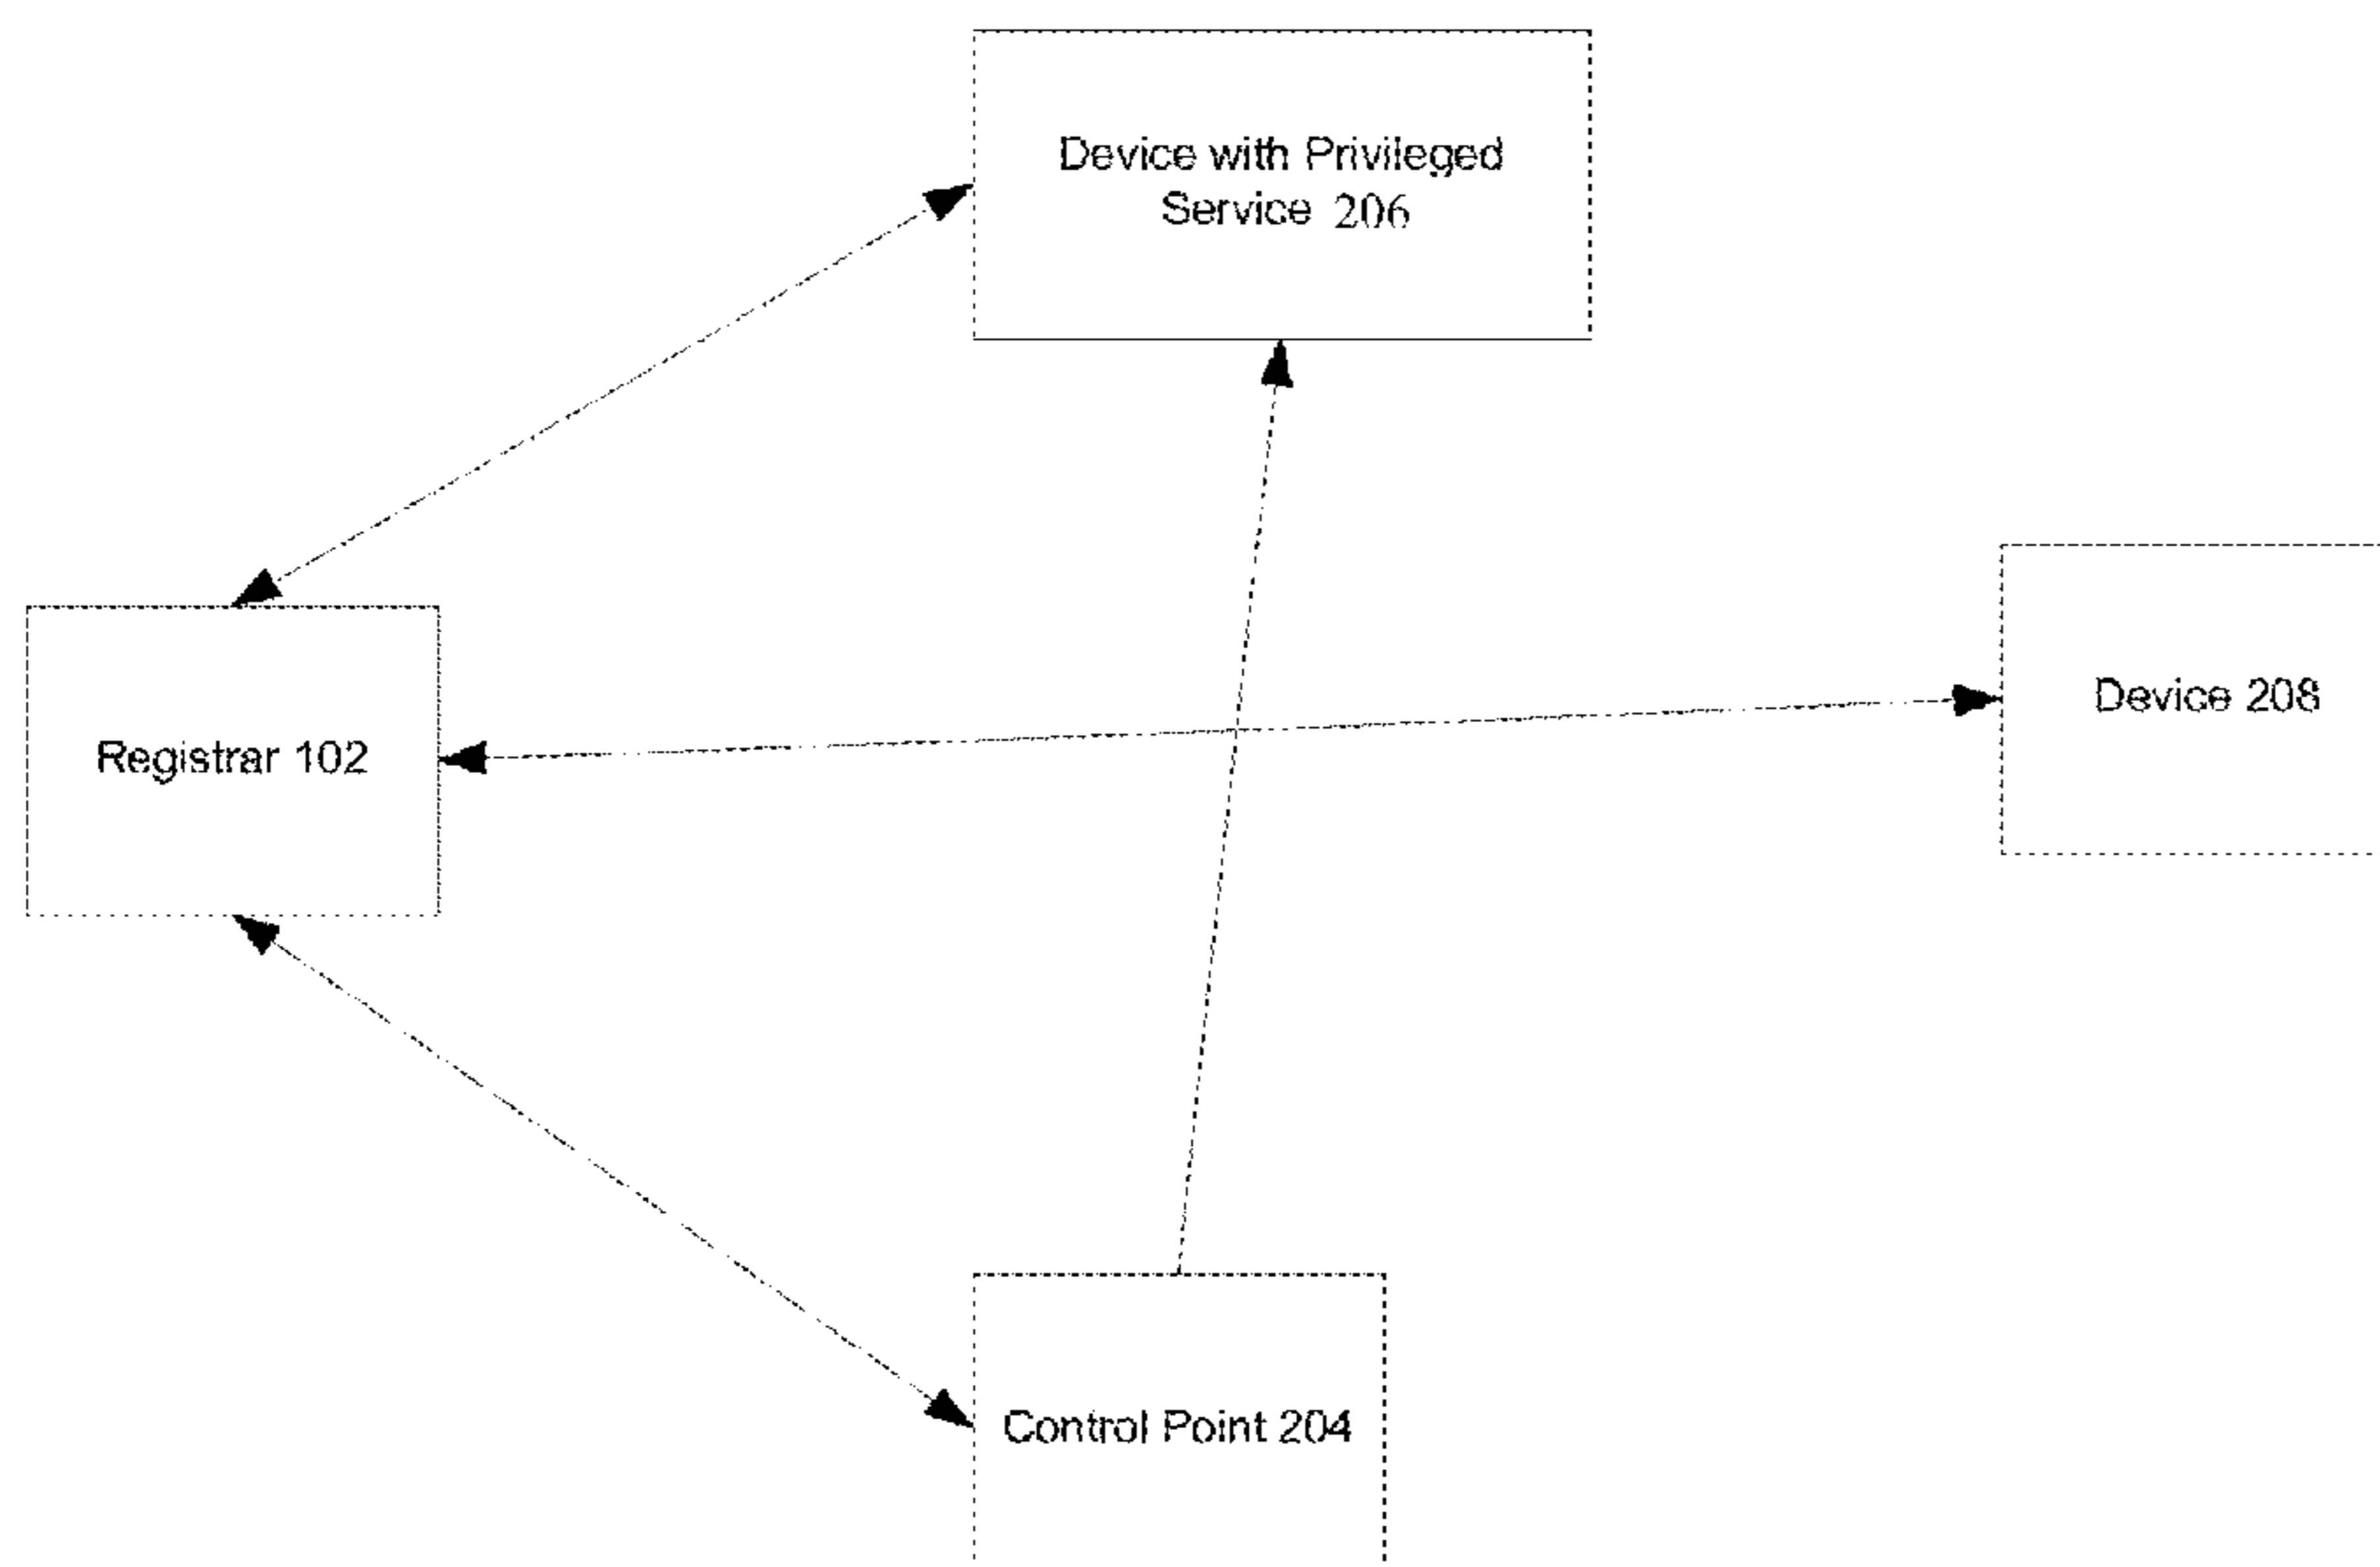 Device with Privileged
Service 206
Device 208
Registrar 102
Control Point 204